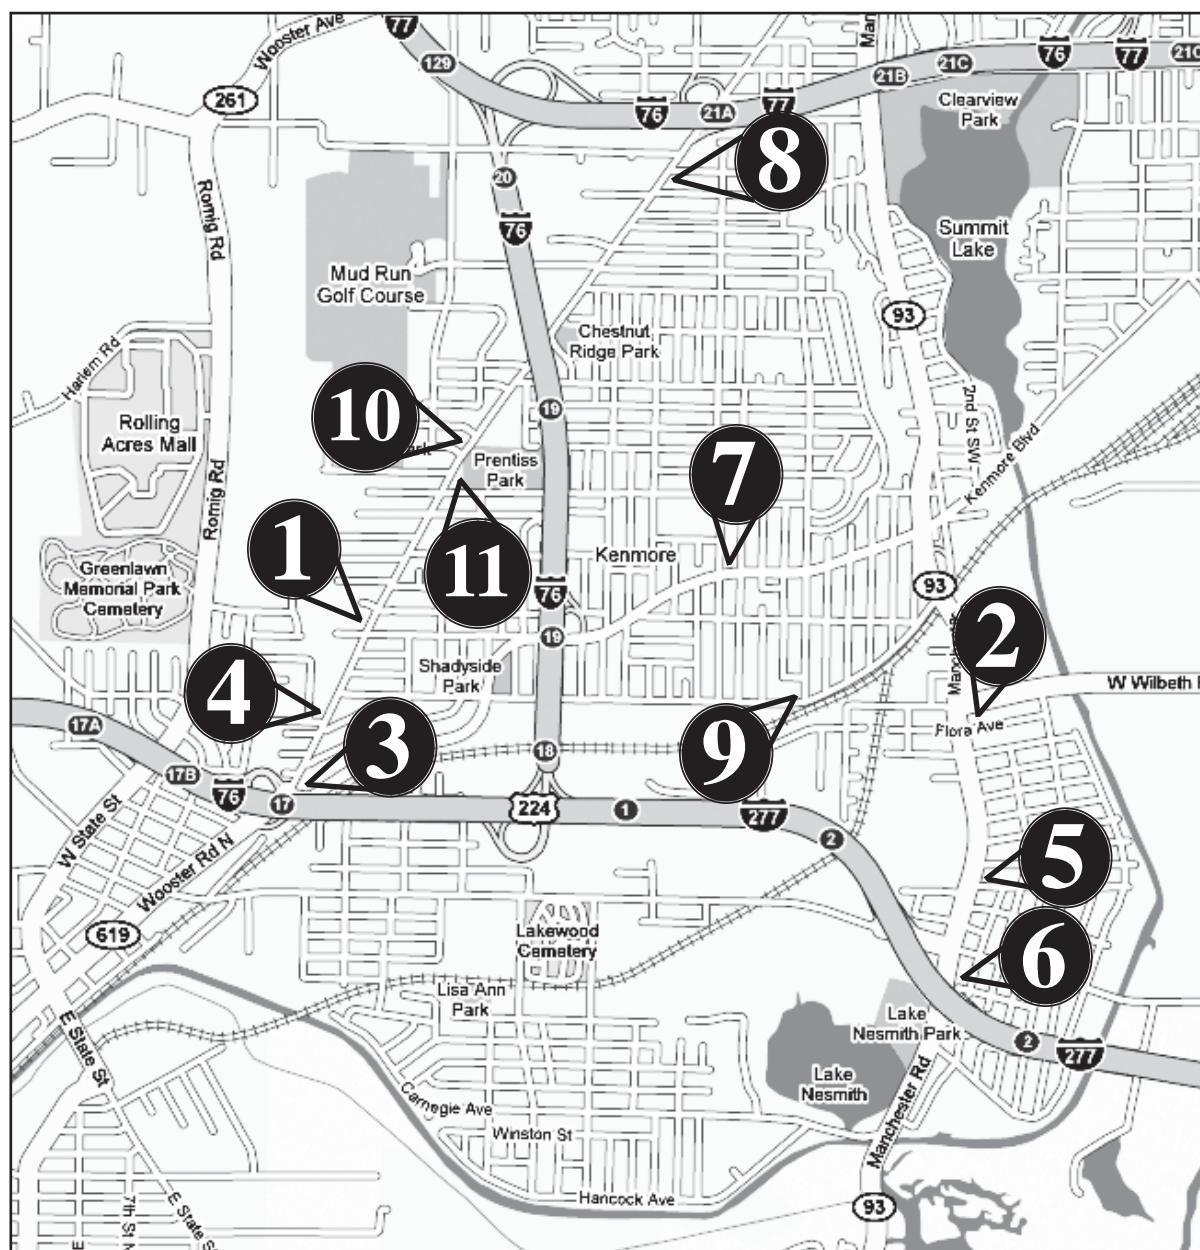 77
Wooster Ave
129
261
76
21A
77
21B
21C
76
77
21C
Clearview
Park
8
20
76
Romig Rd
Summit
Lake
Mud Run
Golf Course
93
Chestnut
Ridge Park
Harlem Rd
10
19
2nd St SW
Rolling
Acres Mall
Prentiss
Park
7
Kenmore Blvd
Romig Rd
1
11
Kenmore
Greenlawn
Memorial Park
Cemetery
76
93
19
2
Shadyside
Park
4
W Wilbeth
17A
3
9
Flora Ave
18
17B
76
17
224
1
277
2
W State St
Wooster Rd N
5
619
Lakewood
Cemetery
6
Lisa Ann
Park
Lake
Nesmith Park
E State St
2
277
Lake
Nesmith
Carnegie Ave
Winston St
Manchester Rd
Hancock Ave
93
7th St
E State St